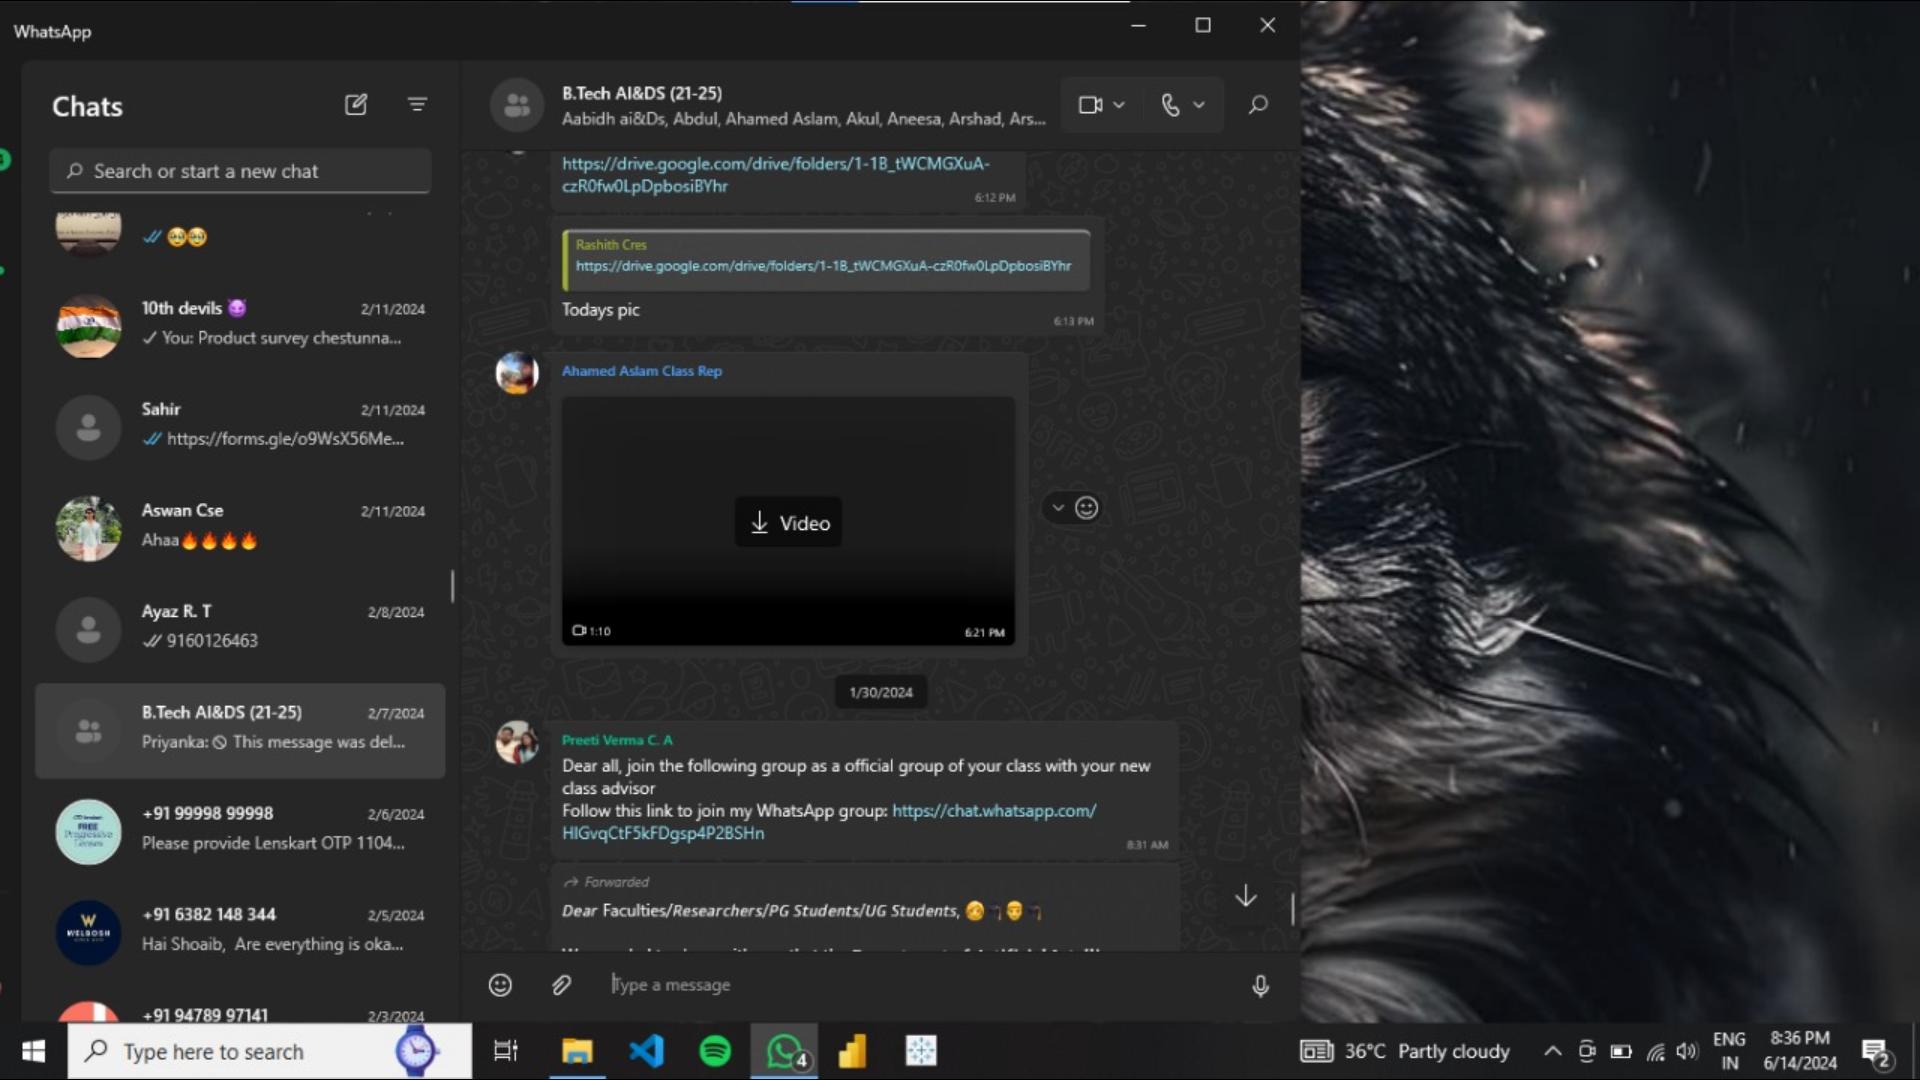 WhatsApp
Chats
Search or start a new chat
🥹🥹
10th devils 😈
2/11/2024
You: Product survey chestunna...
Sahir
2/11/2024
https://forms.gle/o9WsX56Me...
Aswan Cse
2/11/2024
Ahaa🔥🔥🔥🔥
Ayaz R. T
2/8/2024
9160126463
B.Tech AI&DS (21-25)
2/7/2024
Priyanka: 🚫 This message was del...
+91 99998 99998
2/6/2024
Please provide Lenskart OTP 1104...
FREE
Progressive
Lenses
+91 6382 148 344
2/5/2024
Hai Shoaib,  Are everything is oka...
W
WELBOSH
+91 94789 97141
2/3/2024
B.Tech AI&DS (21-25)
Aabidh ai&Ds, Abdul, Ahamed Aslam, Akul, Aneesa, Arshad, Ars...
https://drive.google.com/drive/folders/1-1B_tWCMGXuA-
czR0fw0LpDpbosiBYhr
6:12 PM
Rashith Cres
https://drive.google.com/drive/folders/1-1B_tWCMGXuA-czR0fw0LpDpbosiBYhr
Todays pic
6:13 PM
Ahamed Aslam Class Rep
Video
1:10
6:21 PM
1/30/2024
Preeti Verma C. A
Dear all, join the following group as a official group of your class with your new
class advisor
Follow this link to join my WhatsApp group: https://chat.whatsapp.com/
HIGvqCtF5kFDgsp4P2BSHn
8:31 AM
Forwarded
Dear Faculties/Researchers/PG Students/UG Students,
Type a message
Type here to search
4
36°C Partly cloudy
ENG
IN
8:36 PM
6/14/2024
2